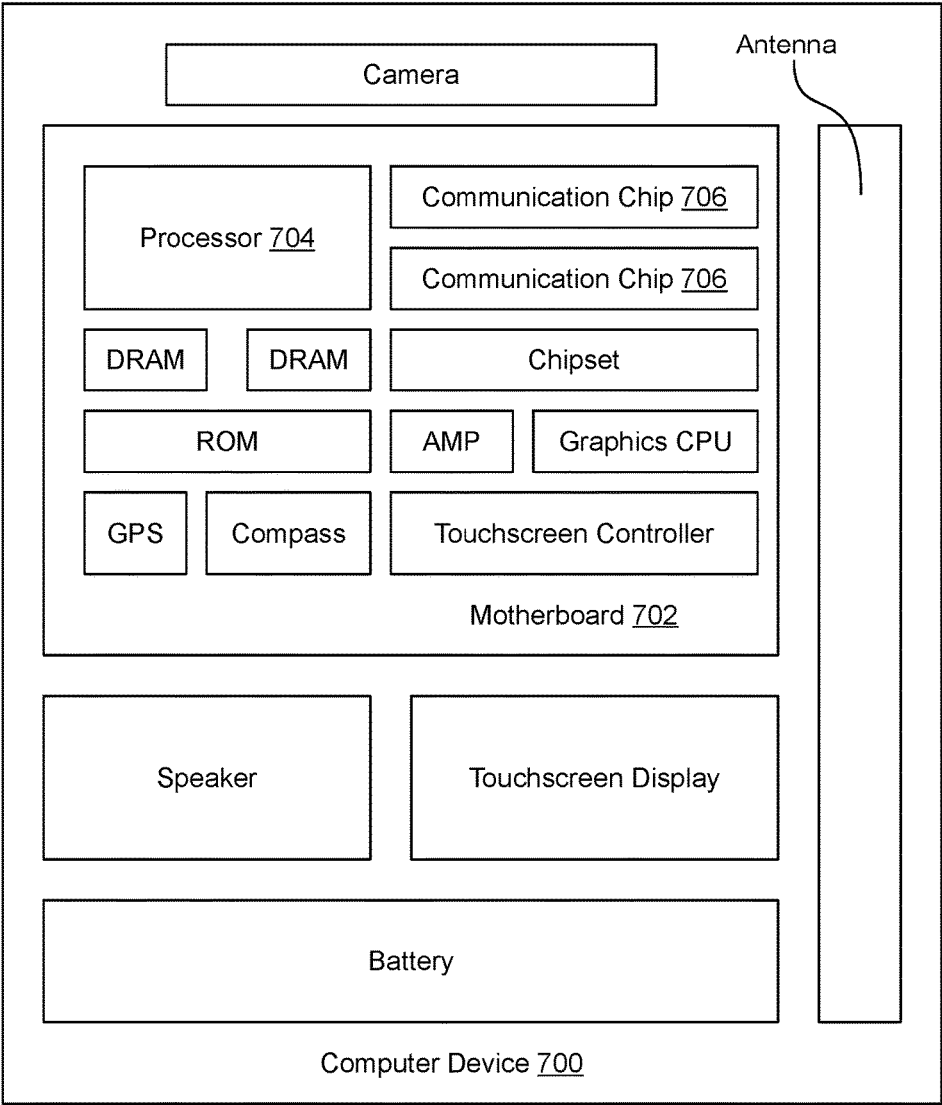 Antenna
Camera
Processor 704
Communication Chip 706
Communication Chip 706
DRAM
DRAM
Chipset
ROM
AMP
Graphics CPU
GPS
Compass
Touchscreen Controller
Motherboard 702
Speaker
Touchscreen Display
Battery
Computer Device 700